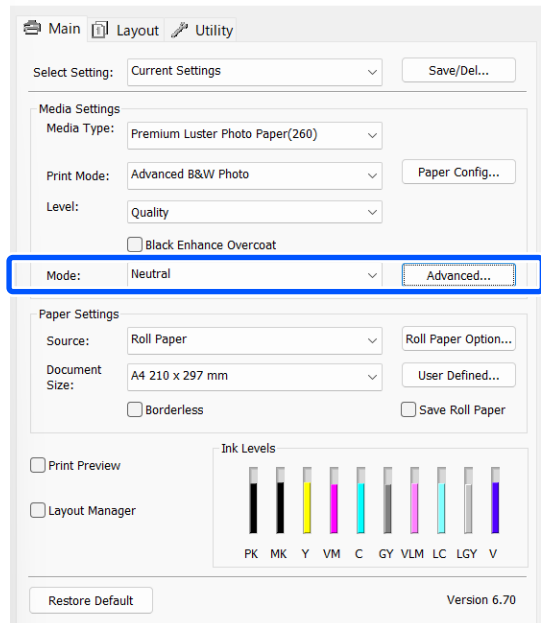 Main Layout Utility
Select Setting: Current Settings Save/Del...
Media Settings
Media Type: Premium Luster Photo Paper(260)
Print Mode: Advanced B&W Photo Paper Config...
Level: Quality
Black Enhance Overcoat
Mode: Neutral Advanced...
Paper Settings
Source: Roll Paper Roll Paper Option...
Document
Size: A4 210 x 297 mm User Defined...
Borderless Save Roll Paper
Ink Levels
Print Preview
Layout Manager
PK MK Y VM C GY VLM LC LGY V
Restore Default Version 6.70